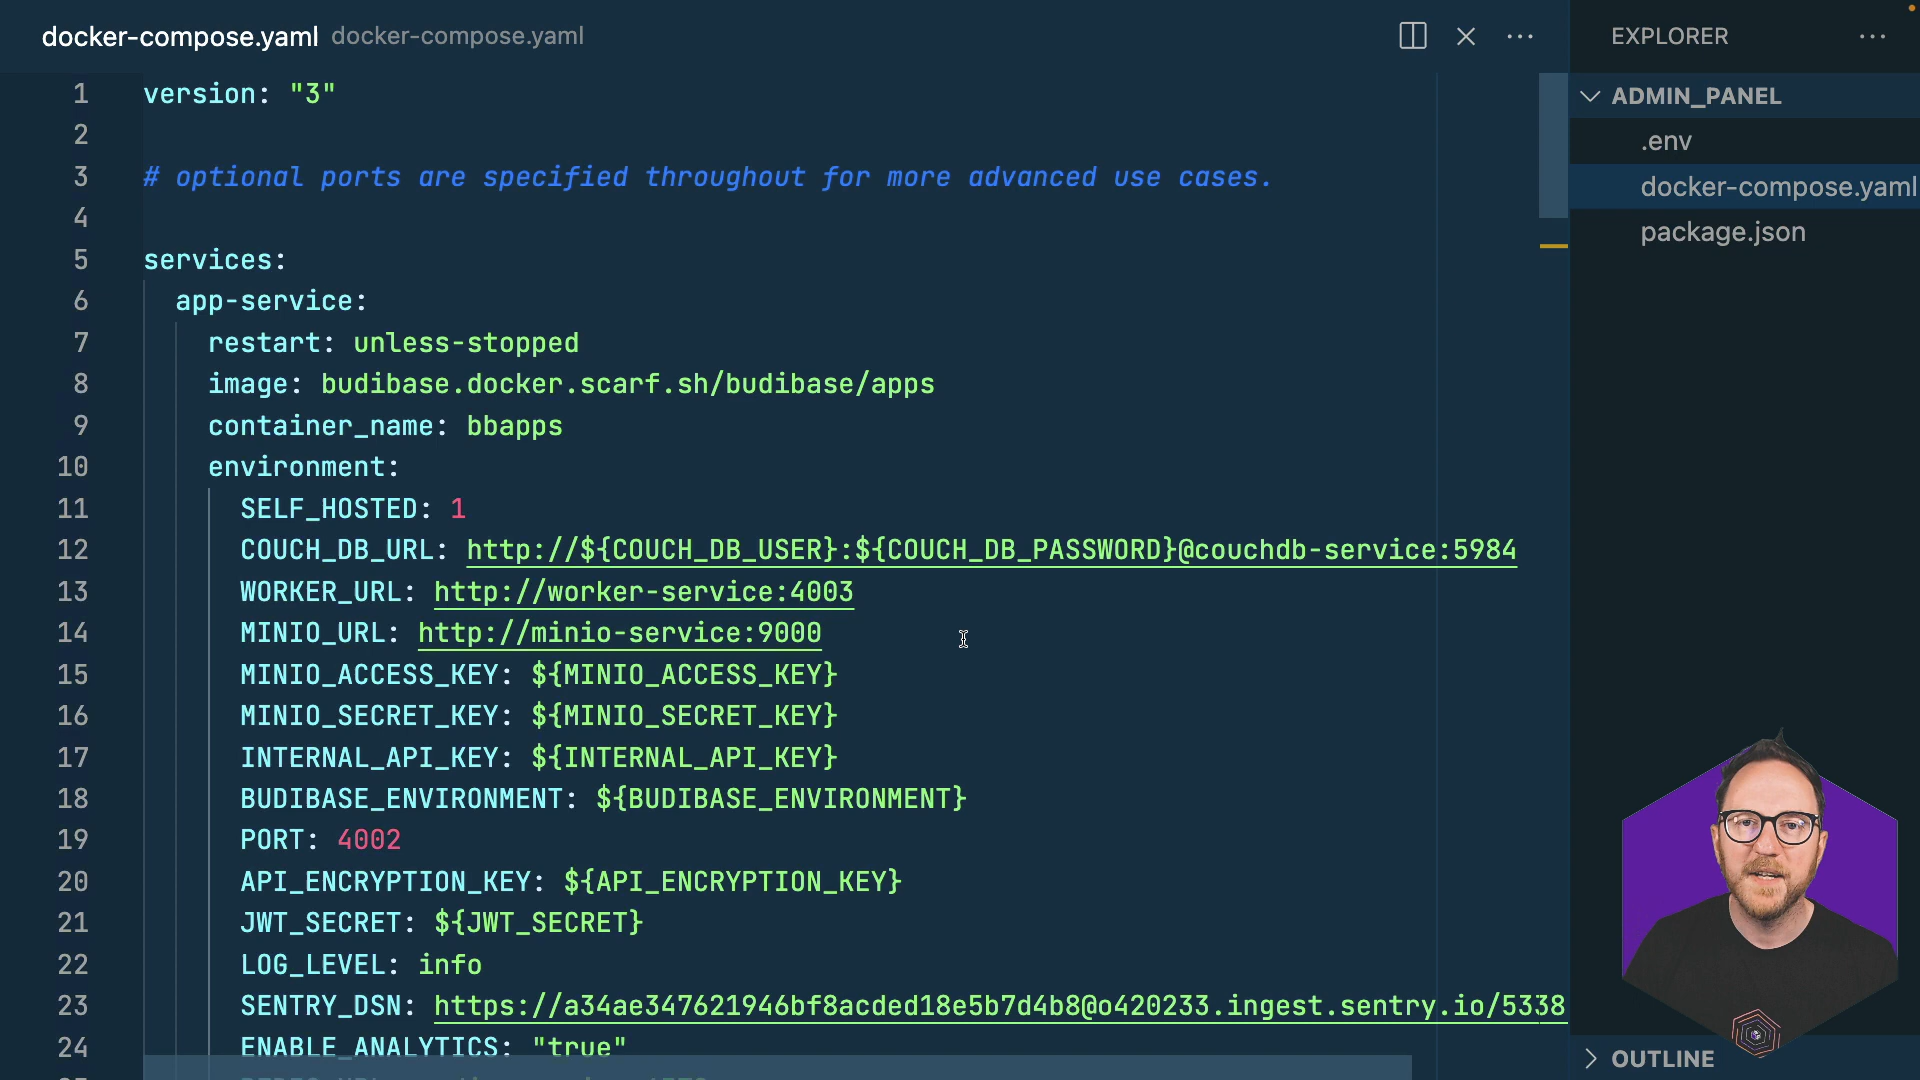 docker-compose.yaml docker-compose.yaml
EXPLORER
1 version: "3"
2
3 # optional ports are specified throughout for more advanced use cases.
4
5 services:
6 app-service:
7 restart: unless-stopped
8 image: budibase.docker.scarf.sh/budibase/apps
9 container_name: bbapps
10 environment:
11 SELF_HOSTED: 1
12 COUCH_DB_URL: http://${COUCH_DB_USER}:${COUCH_DB_PASSWORD}@couchdb-service:5984
13 WORKER_URL: http://worker-service:4003
14 MINIO_URL: http://minio-service:9000
15 MINIO_ACCESS_KEY: ${MINIO_ACCESS_KEY}
16 MINIO_SECRET_KEY: ${MINIO_SECRET_KEY}
17 INTERNAL_API_KEY: ${INTERNAL_API_KEY}
18 BUDIBASE_ENVIRONMENT: ${BUDIBASE_ENVIRONMENT}
19 PORT: 4002
20 API_ENCRYPTION_KEY: ${API_ENCRYPTION_KEY}
21 JWT_SECRET: ${JWT_SECRET}
22 LOG_LEVEL: info
23 SENTRY_DSN: https://a34ae347621946bf8acded18e5b7d4b8@o420233.ingest.sentry.io/5338
24 ENABLE_ANALYTICS: "true"
ADMIN_PANEL
.env
docker-compose.yaml
package.json
OUTLINE